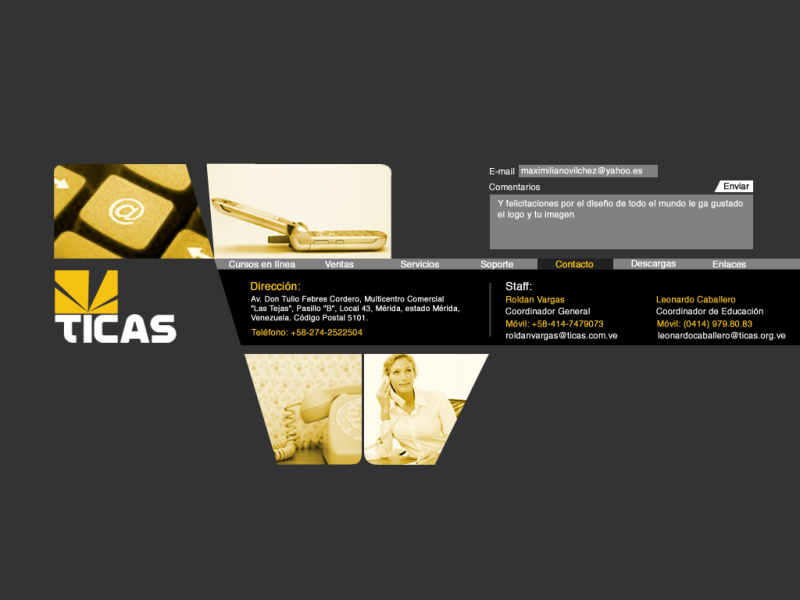 @
E-mail maximilianovilchez@yahoo.es
Comentarios
Enviar
Y felicitaciones por el diseño de todo el mundo le ga gustado
el logo y tu imagen
Cursos en línea Ventas Servicios Soporte Contacto Descargas Enlaces
TICAS
Dirección:
Av. Don Tulio Febres Cordero, Multicentro Comercial
"Las Tejas", Pasillo "B", Local 43, Mérida, estado Mérida,
Venezuela. Código Postal 5101.
Teléfono: +58-274-2522504
Staff:
Roldan Vargas
Coordinador General
Móvil: +58-414-7479073
roldanvargas@ticas.com.ve
Leonardo Caballero
Coordinador de Educación
Móvil: (0414) 979.80.83
leonardocaballero@ticas.org.ve